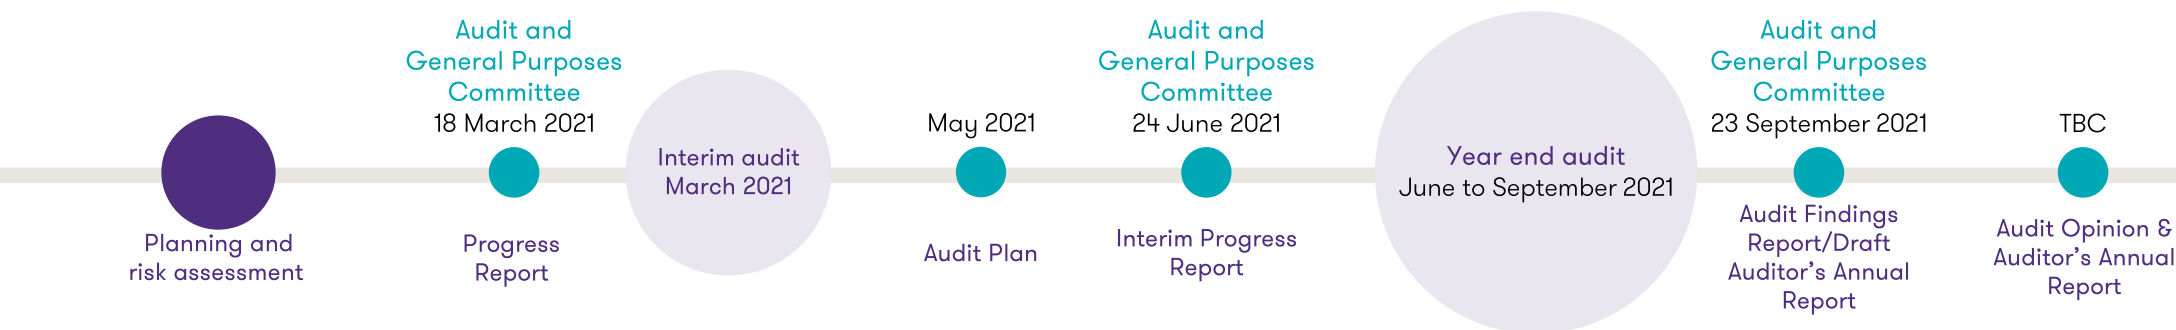 Planning and
risk assessment
Audit and
General Purposes
Committee
18 March 2021
Progress
Report
Interim audit
March 2021
May 2021
Audit Plan
Audit and
General Purposes
Committee
24 June 2021
Interim Progress
Report
Year end audit
June to September 2021
Audit and
General Purposes
Committee
23 September 2021
Audit Findings
Report/Draft
Auditor's Annual
Report
TBC
Audit Opinion &
Auditor's Annual
Report